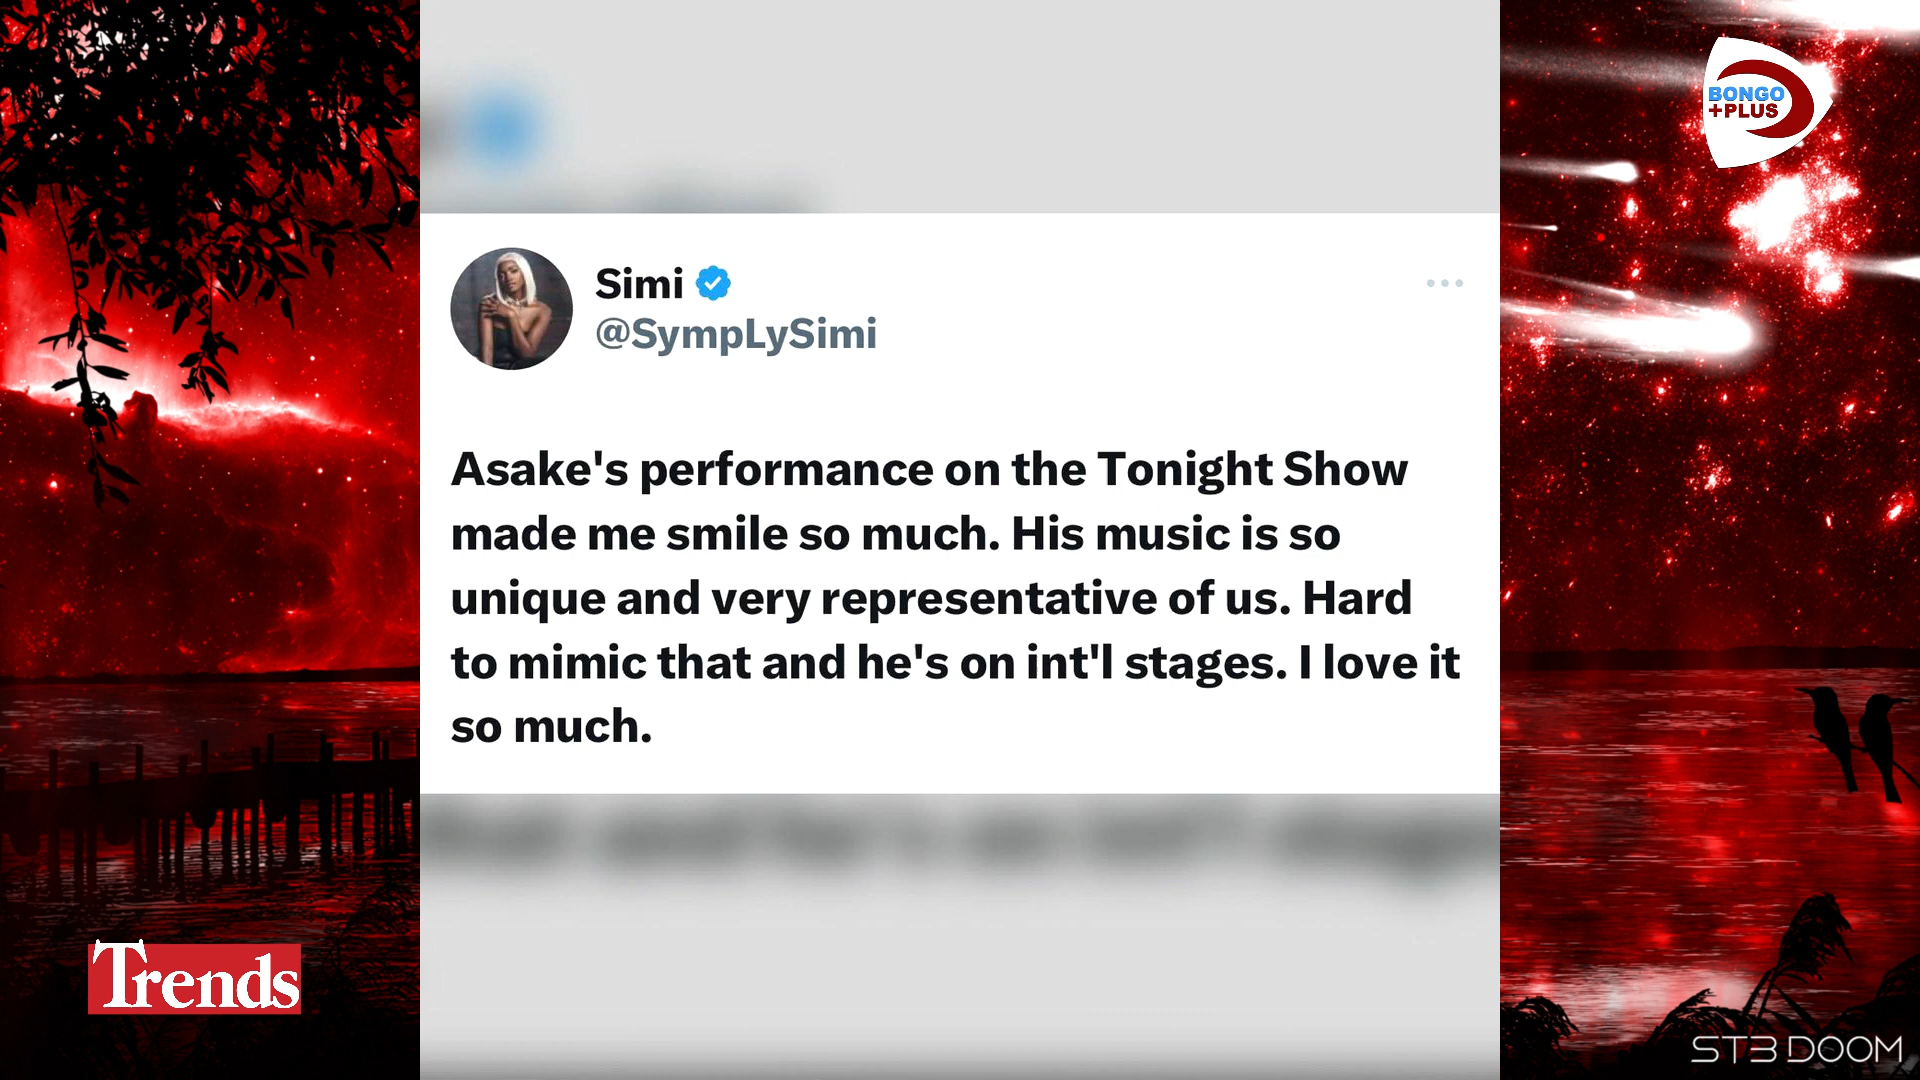 BONGO
+PLUS
Simi
@SympLySimi
Asake's performance on the Tonight Show
made me smile so much. His music is so
unique and very representative of us. Hard
to mimic that and he's on int'l stages. I love it
so much.
Trends
ST3 DOOM